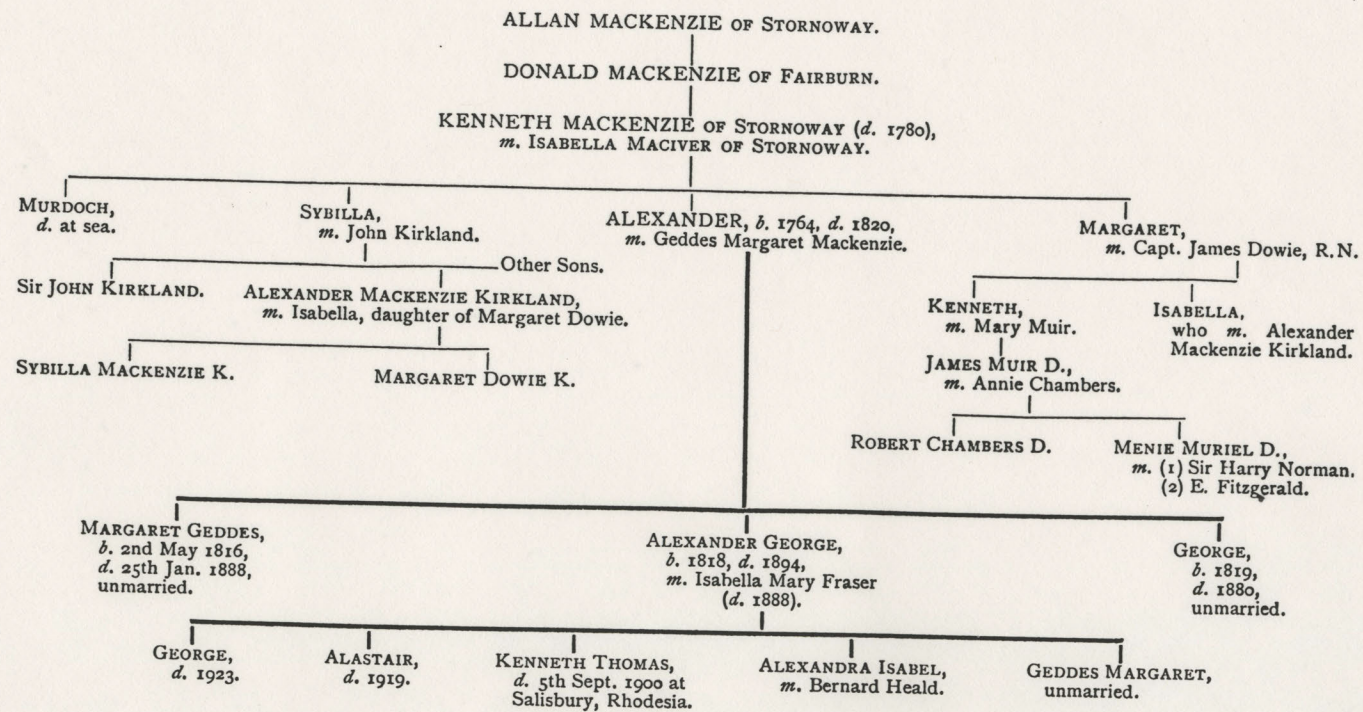 ALLAN MACKENZIE OF STORNOWAY.
DONALD MACKENZIE OF FAIRBURN.
KENNETH MACKENZIE OF STORNOWAY (d. 1780),
m. ISABELLA MACIVER OF STORNOWAY.
MURDOCH,
d. at sea.
SYBILLA,
m. John Kirkland.
ALEXANDER, b. 1764, d. 1820,
m. Geddes Margaret Mackenzie.
MARGARET,
m. Capt. James Dowie, R.N.
Sir JOHN KIRKLAND.
ALEXANDER MACKENZIE KIRKLAND,
m. Isabella, daughter of Margaret Dowie.
Other Sons.
KENNETH,
m. Mary Muir.
ISABELLA,
who m. Alexander
Mackenzie Kirkland.
SYBILLA MACKENZIE K.
MARGARET DOWIE K.
JAMES MUIR D.,
m. Annie Chambers.
ROBERT CHAMBERS D.
MENIE MURIEL D.,
m. (1) Sir Harry Norman.
(2) E. Fitzgerald.
MARGARET GEDDES,
b. 2nd May 1816,
d. 25th Jan. 1888,
unmarried.
ALEXANDER GEORGE,
b. 1818, d. 1894,
m. Isabella Mary Fraser
(d. 1888).
GEORGE,
b. 1819,
d. 1880,
unmarried.
GEORGE,
d. 1923.
ALASTAIR,
d. 1919.
KENNETH THOMAS,
d. 5th Sept. 1900 at
Salisbury, Rhodesia.
ALEXANDRA ISABEL,
m. Bernard Heald.
GEDDES MARGARET,
unmarried.